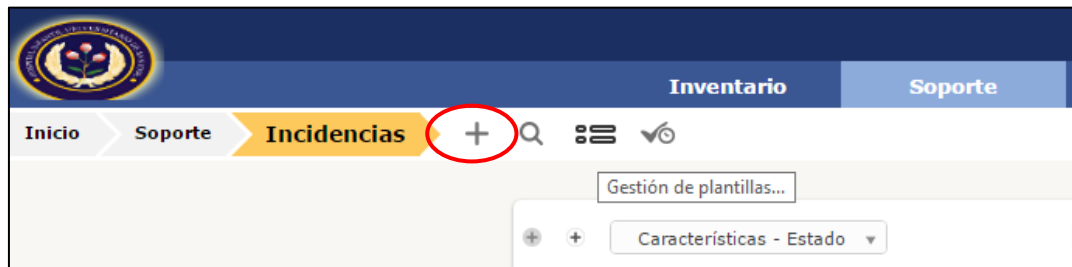 Inventario Soporte
Inicio Soporte Incidencias
Gestión de plantillas...
Características - Estado